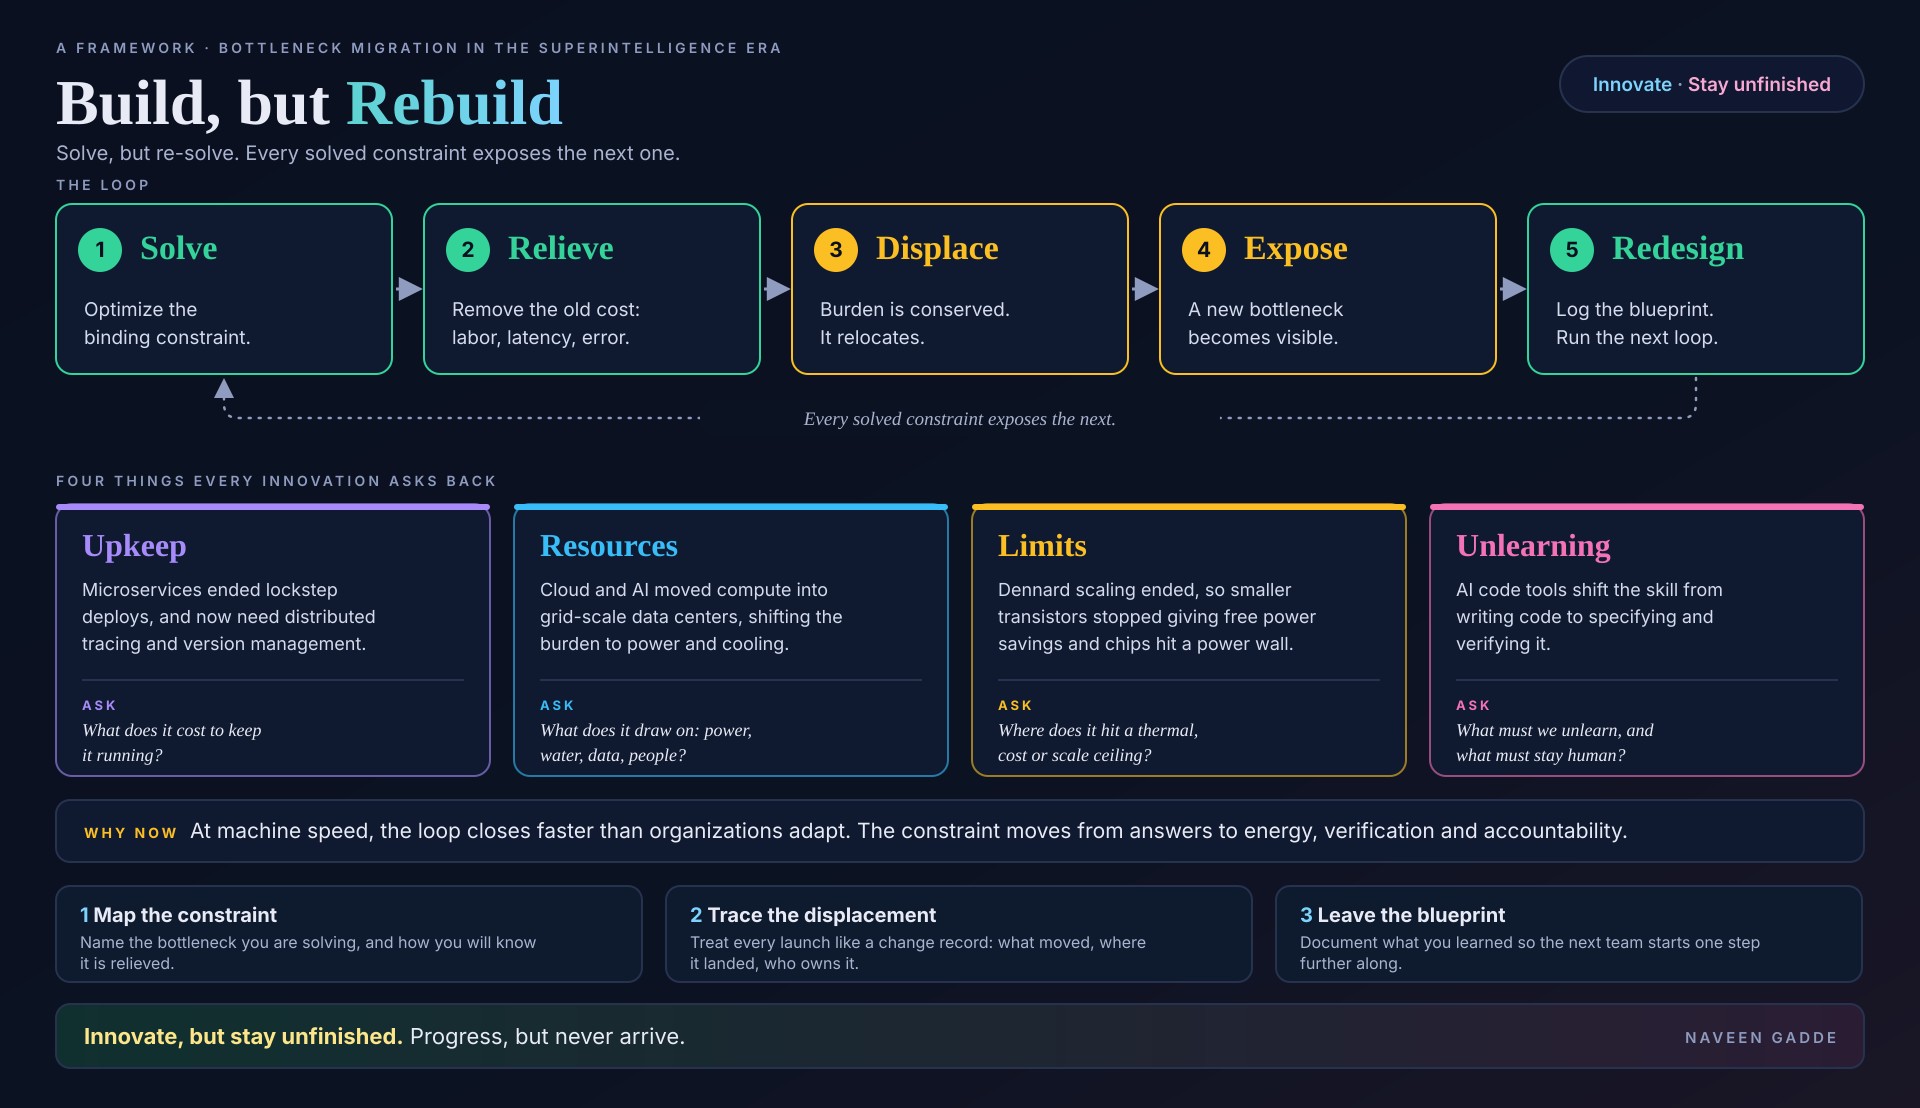 A FRAMEWORK · BOTTLENECK MIGRATION IN THE SUPERINTELLIGENCE ERA
Build, but Rebuild
Innovate · Stay unfinished
Solve, but re-solve. Every solved constraint exposes the next one.
THE LOOP
1 Solve
Optimize the
binding constraint.
2 Relieve
Remove the old cost:
labor, latency, error.
3 Displace
Burden is conserved.
It relocates.
4 Expose
A new bottleneck
becomes visible.
5 Redesign
Log the blueprint.
Run the next loop.
Every solved constraint exposes the next.
FOUR THINGS EVERY INNOVATION ASKS BACK
Upkeep
Microservices ended lockstep
deploys, and now need distributed
tracing and version management.
ASK
What does it cost to keep
it running?
Resources
Cloud and AI moved compute into
grid-scale data centers, shifting the
burden to power and cooling.
ASK
What does it draw on: power,
water, data, people?
Limits
Dennard scaling ended, so smaller
transistors stopped giving free power
savings and chips hit a power wall.
ASK
Where does it hit a thermal,
cost or scale ceiling?
Unlearning
AI code tools shift the skill from
writing code to specifying and
verifying it.
ASK
What must we unlearn, and
what must stay human?
WHY NOW At machine speed, the loop closes faster than organizations adapt. The constraint moves from answers to energy, verification and accountability.
1 Map the constraint
Name the bottleneck you are solving, and how you will know
it is relieved.
2 Trace the displacement
Treat every launch like a change record: what moved, where
it landed, who owns it.
3 Leave the blueprint
Document what you learned so the next team starts one step
further along.
Innovate, but stay unfinished. Progress, but never arrive.
NAVEEN GADDE